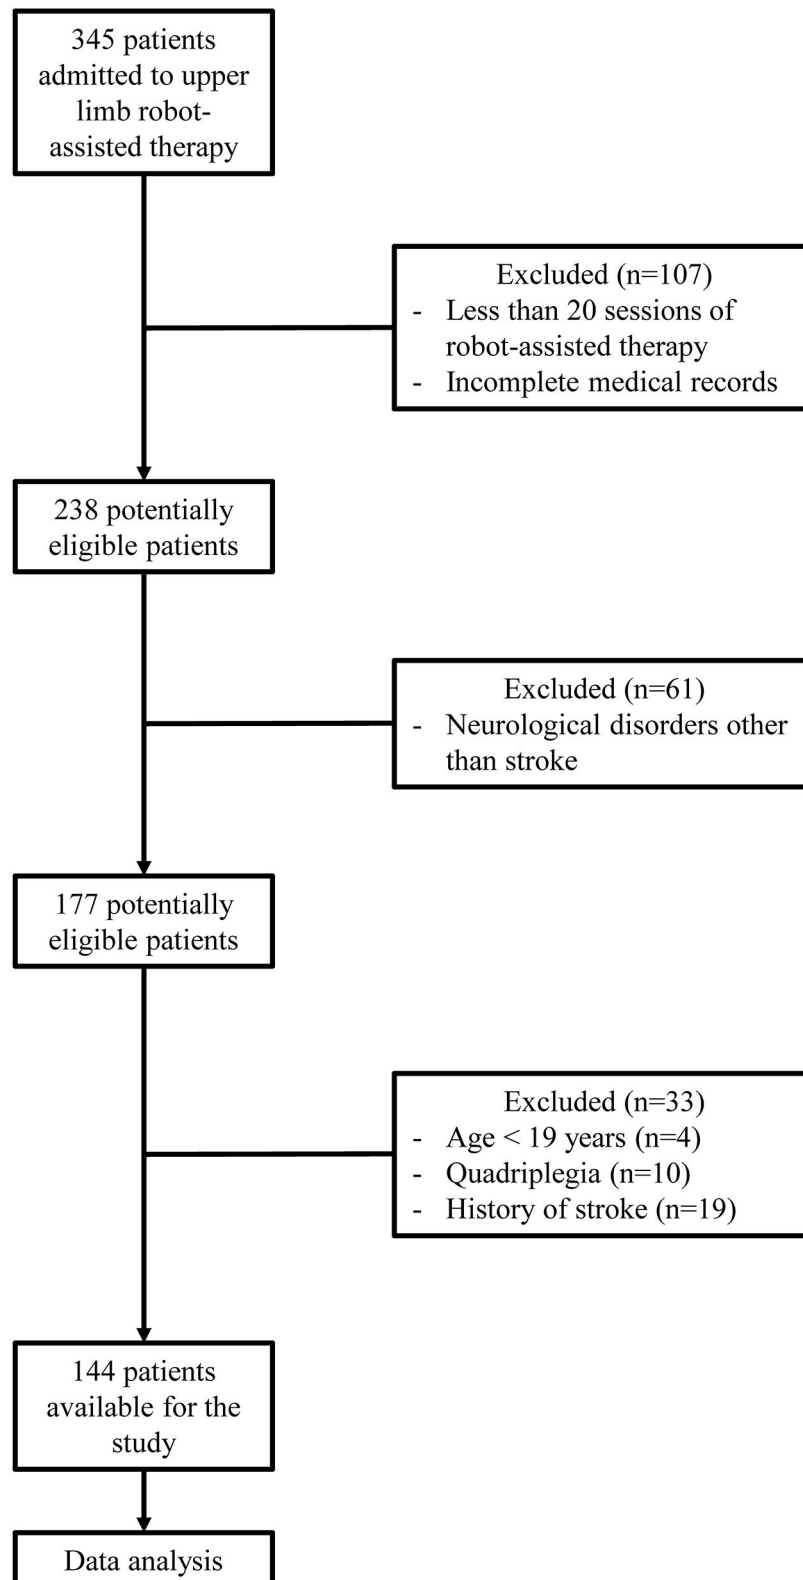 345 patients
admitted to upper
limb robot-
assisted therapy
Excluded (n=107)
- Less than 20 sessions of
robot-assisted therapy
- Incomplete medical records
238 potentially
eligible patients
Excluded (n=61)
- Neurological disorders other
than stroke
177 potentially
eligible patients
Excluded (n=33)
- Age < 19 years (n=4)
- Quadriplegia (n=10)
- History of stroke (n=19)
144 patients
available for the
study
Data analysis